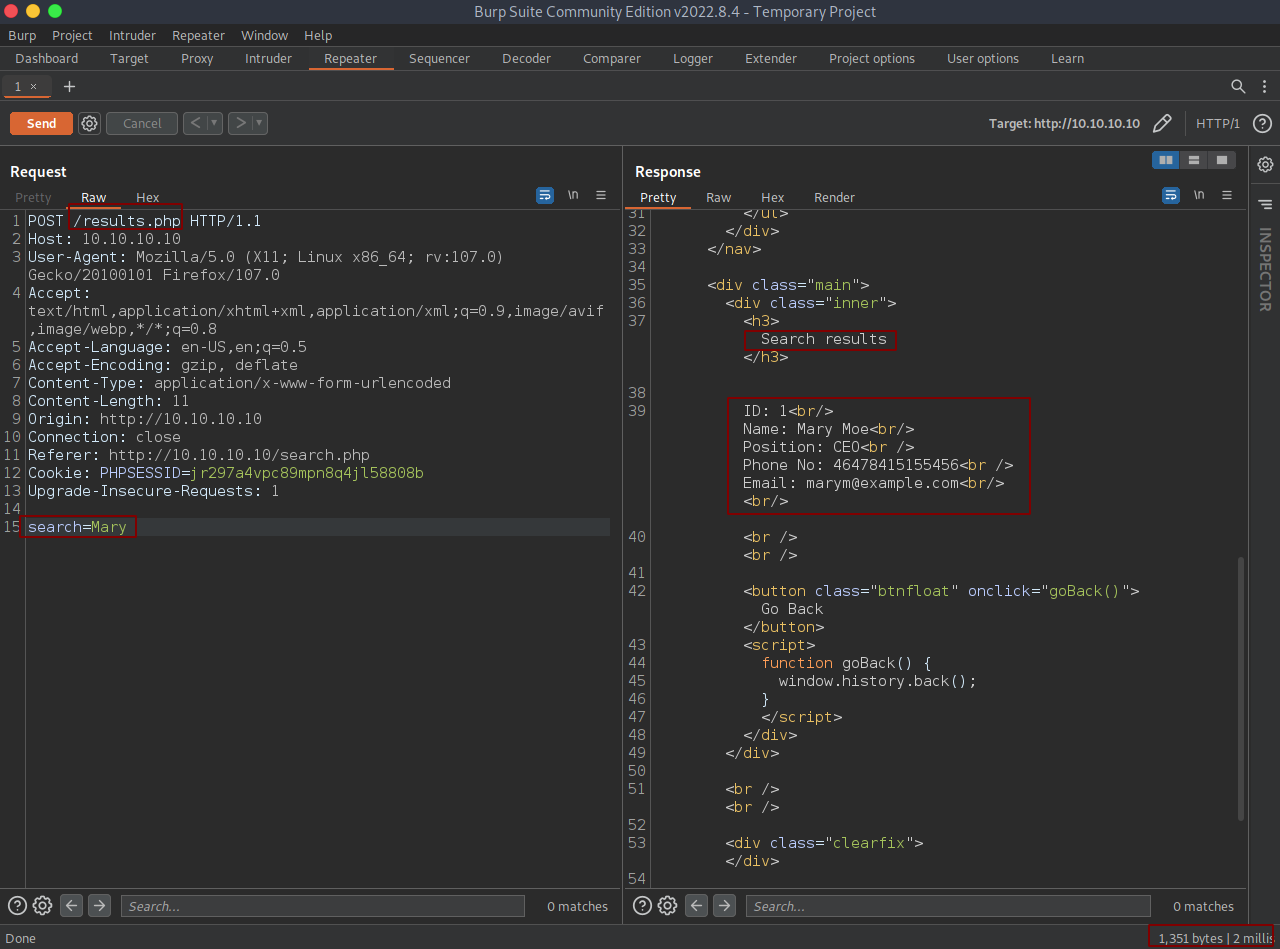 Burp Suite Community Edition v2022.8.4 - Temporary Project
Burp Project Intruder Repeater Window Help
Dashboard Target Proxy Intruder Repeater Sequencer Decoder Comparer Logger Extender Project options User options Learn
1 × +
Send Cancel < > Target: http://10.10.10.10 HTTP/1
Request
Pretty Raw Hex \n
1 POST /results.php HTTP/1.1
2 Host: 10.10.10.10
3 User-Agent: Mozilla/5.0 (X11; Linux x86_64; rv:107.0)
Gecko/20100101 Firefox/107.0
4 Accept:
text/html,application/xhtml+xml,application/xml;q=0.9,image/avif
,image/webp,*/*;q=0.8
5 Accept-Language: en-US,en;q=0.5
6 Accept-Encoding: gzip, deflate
7 Content-Type: application/x-www-form-urlencoded
8 Content-Length: 11
9 Origin: http://10.10.10.10
10 Connection: close
11 Referer: http://10.10.10.10/search.php
12 Cookie: PHPSESSID=jr297a4vpc89mpn8q4jl58808b
13 Upgrade-Insecure-Requests: 1
14
15 search=Mary
Search... 0 matches
Response
Pretty Raw Hex Render \n
31 </ul>
32 </div>
33 </nav>
34
35 <div class="main">
36 <div class="inner">
37 <h3>
Search results
</h3>
38
39 ID: 1<br/>
Name: Mary Moe<br/>
Position: CEO<br />
Phone No: 46478415155456<br />
Email: marym@example.com<br/>
<br/>
40 <br />
<br />
41
42 <button class="btnfloat" onclick="goBack()">
Go Back
</button>
43 <script>
44 function goBack() {
45 window.history.back();
46 }
47 </script>
48 </div>
49 </div>
50
51 <br />
<br />
52
53 <div class="clearfix">
</div>
54
Search... 0 matches
INSPECTOR
Done 1,351 bytes | 2 milli